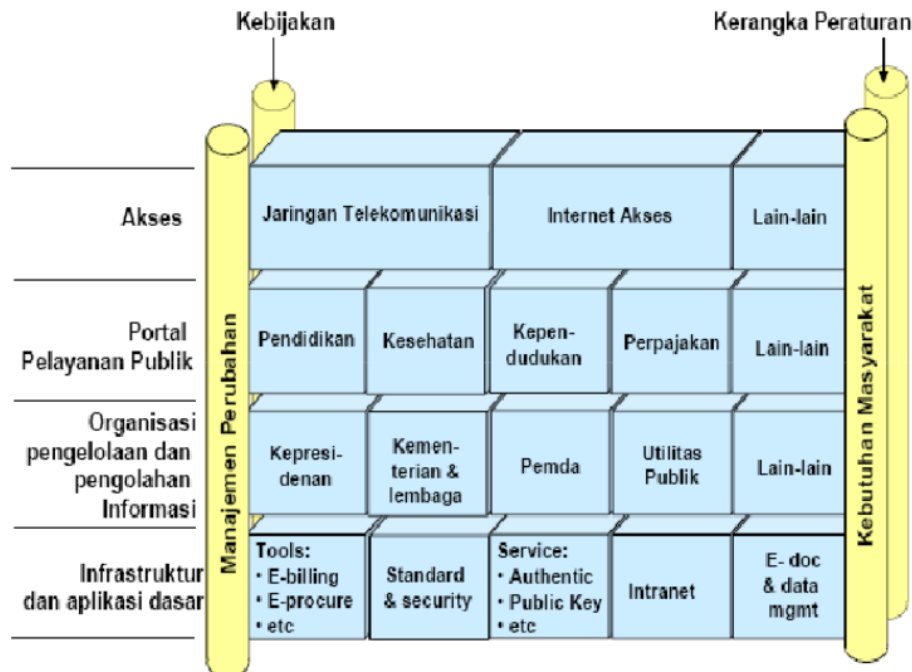 Kebijakan
Kerangka Peraturan
Akses
Jaringan Telekomunikasi
Internet Akses
Lain-lain
Portal
Pelayanan Publik
Pendidikan
Kesehatan
Kepen-
dudukan
Perpajakan
Lain-lain
Organisasi
pengelolaan dan
pengolahan
Informasi
Kepresi-
denan
Kemen-
terian &
lembaga
Pemda
Utilitas
Publik
Lain-lain
Infrastruktur
dan aplikasi dasar
Tools:
• E-billing
• E-procure
• etc
Standard
& security
Service:
• Authentic
• Public Key
• etc
Intranet
E- doc
& data
mgmt
Manajemen Perubahan
Kebutuhan Masyarakat